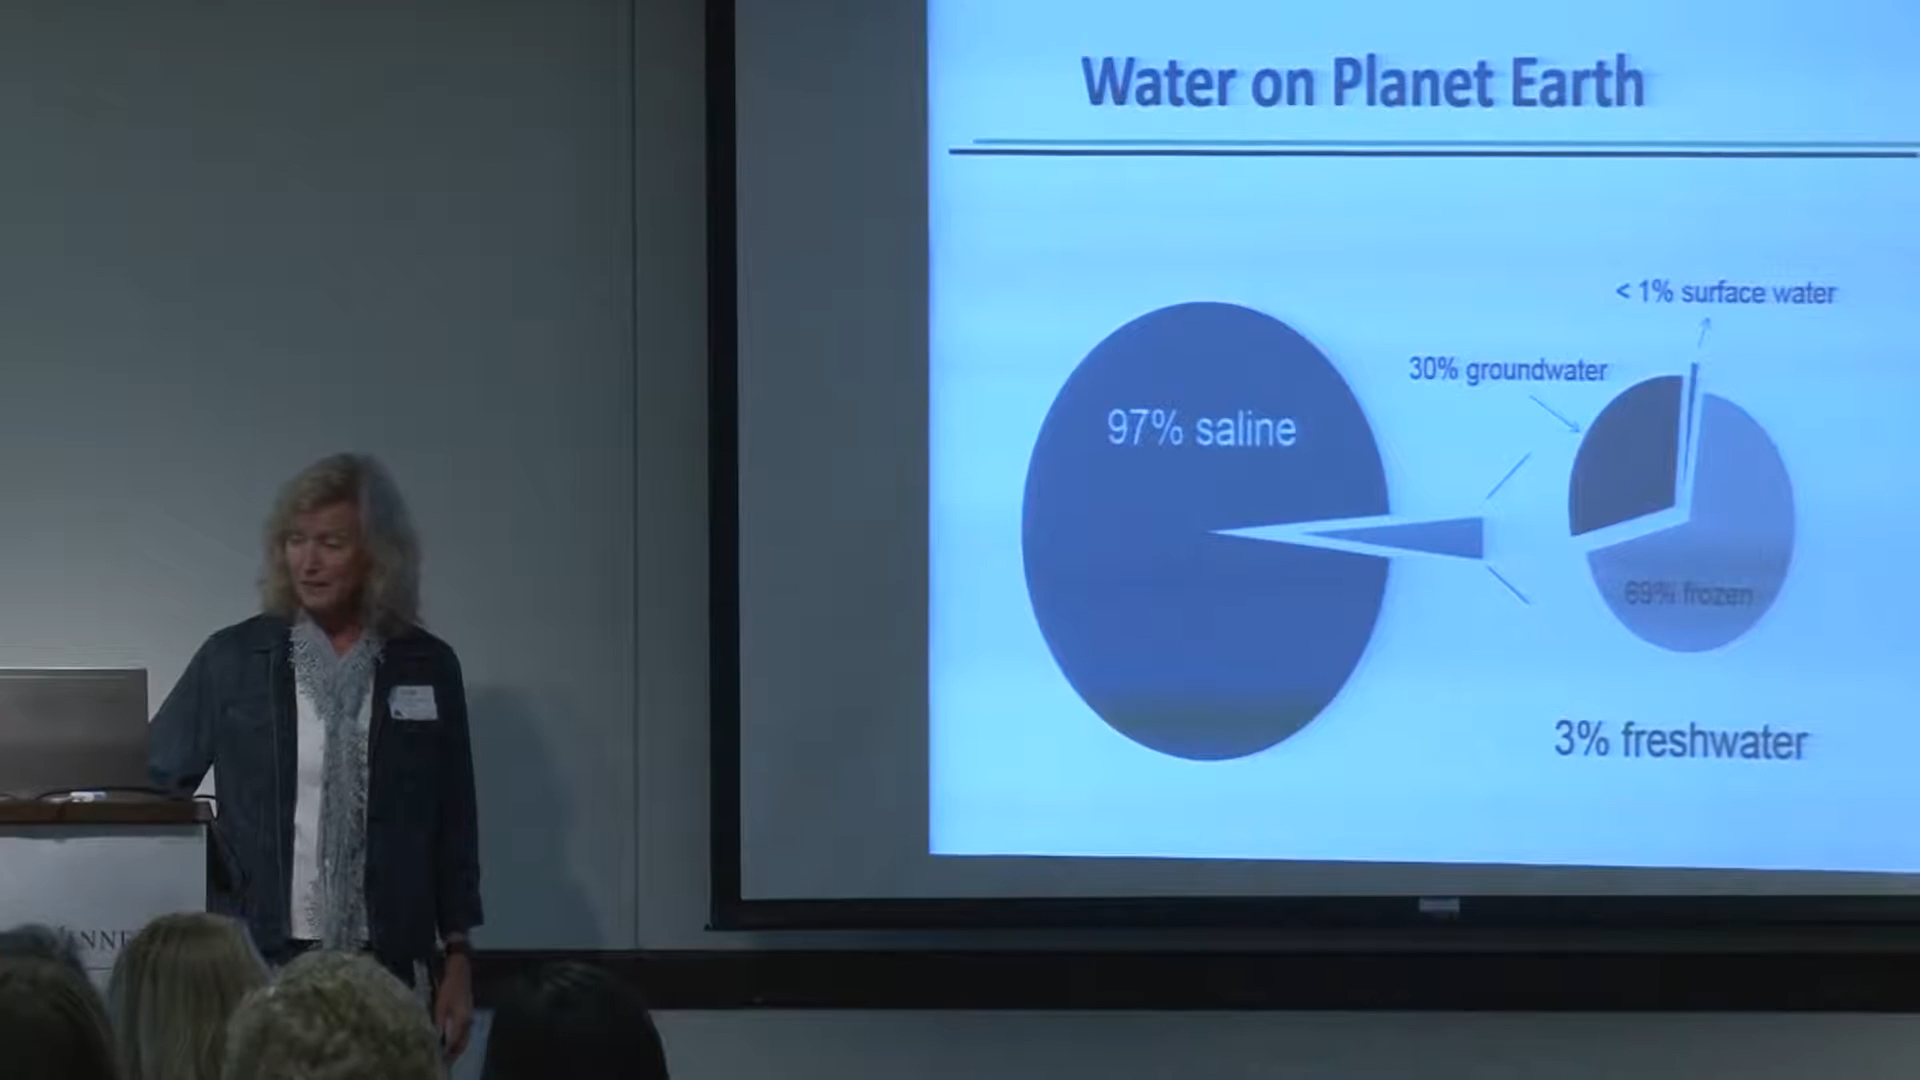 Water on Planet Earth
< 1% surface water
30% groundwater
97% saline
69% frozen
3% freshwater